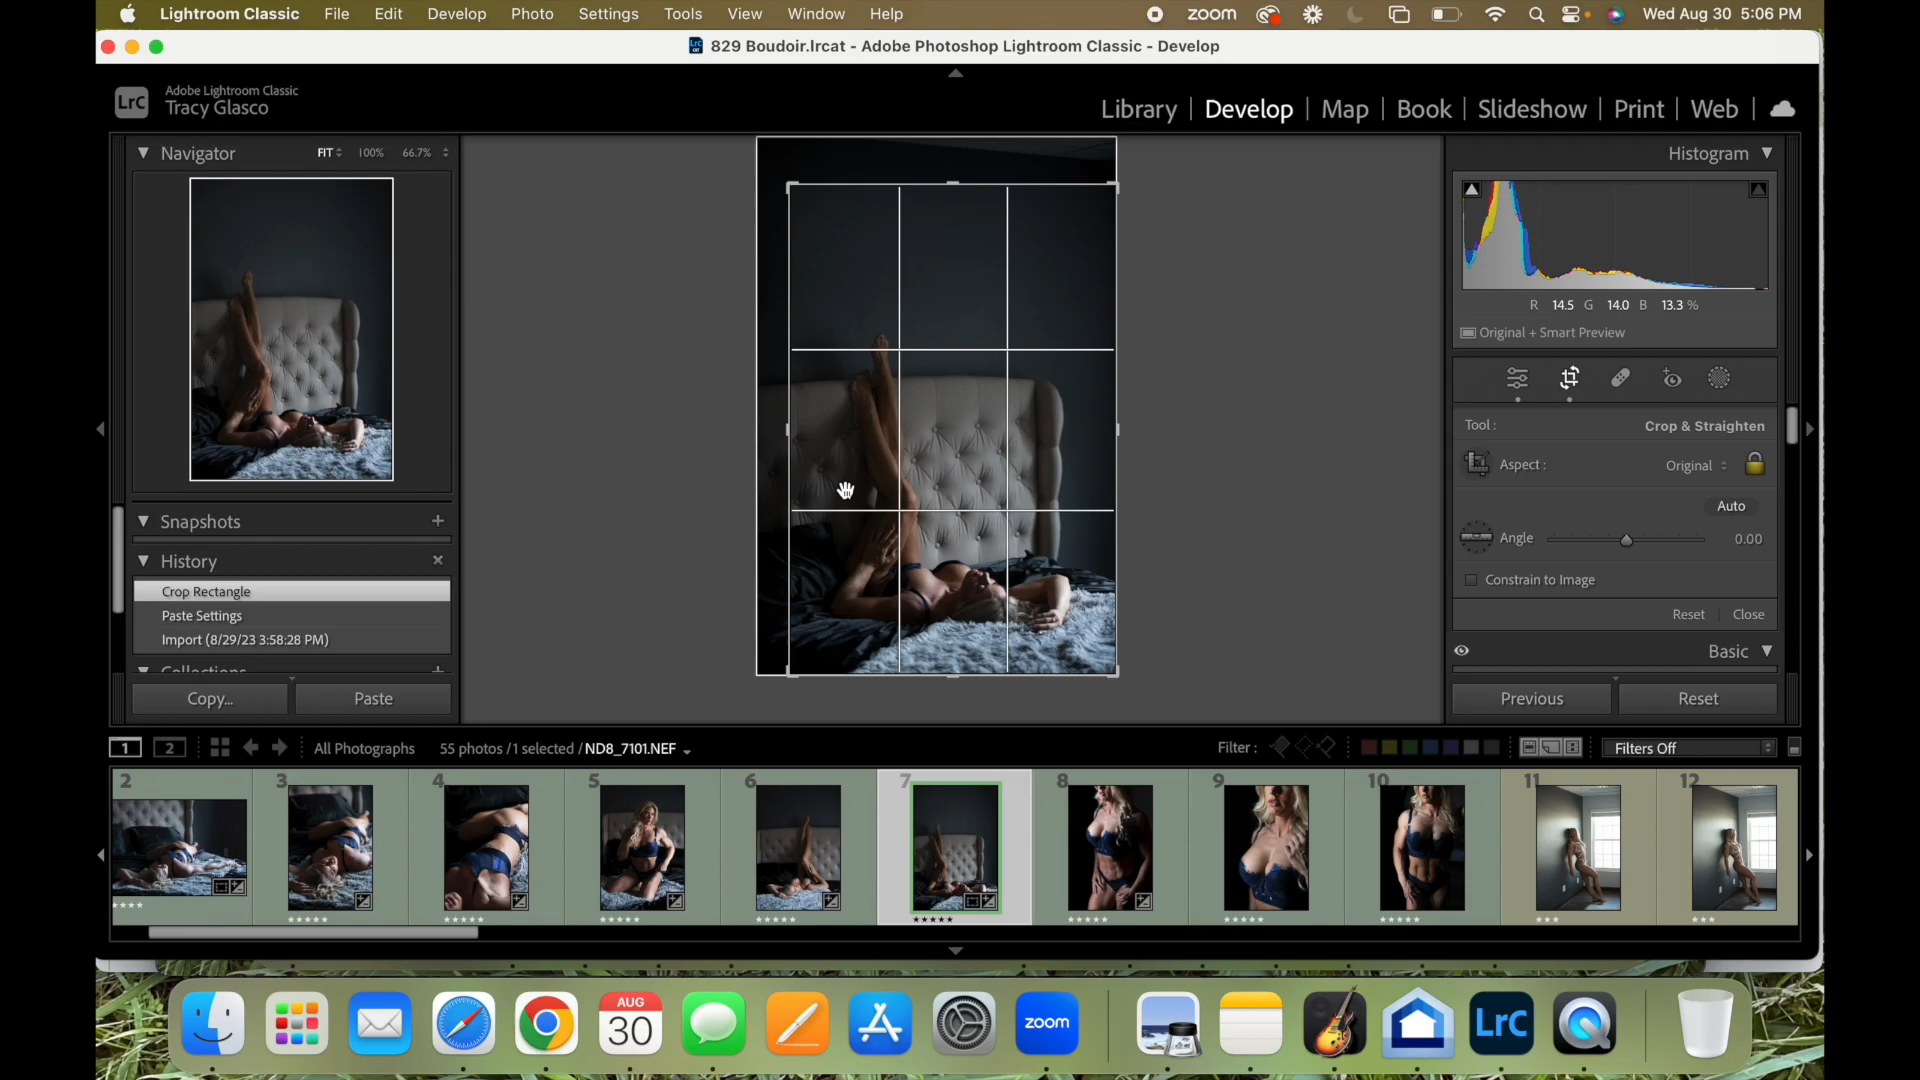 Lightroom Classic File Edit Develop Photo Settings Tools View Window Help zoom Wed Aug 30 5:06 PM
829 Boudoir.lrcat - Adobe Photoshop Lightroom Classic - Develop
LrC Adobe Lightroom Classic
Tracy Glasco
Library | Develop | Map | Book | Slideshow | Print | Web |
Navigator FIT 100% 66.7%
Histogram
R 14.5 G 14.0 B 13.3 %
Original + Smart Preview
Tool : Crop & Straighten
Aspect : Original
Auto
Angle 0.00
Constrain to Image
Reset Close
Basic
Previous Reset
Snapshots +
History
Crop Rectangle
Paste Settings
Import (8/29/23 3:58:28 PM)
Collections +
Copy... Paste
1 2 All Photographs 55 photos /1 selected / ND8_7101.NEF Filter : Filters Off
2 3 4 5 6 7 8 9 10 11 12
AUG
30
zoom
LrC